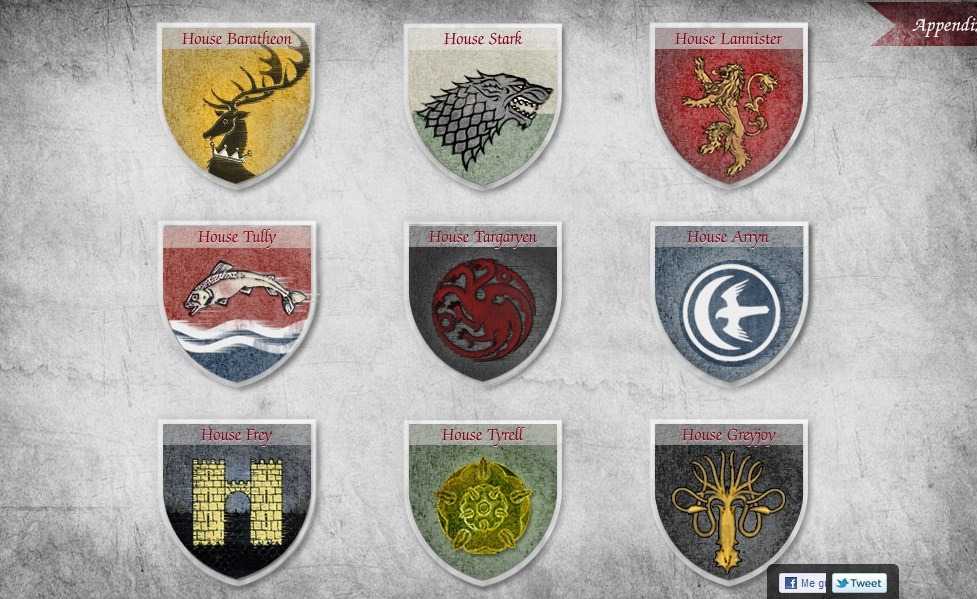 House Baratheon
House Stark
House Lannister
House Tully
House Targaryen
House Arryn
House Frey
House Tyrell
House Greyjoy
Me
Tweet